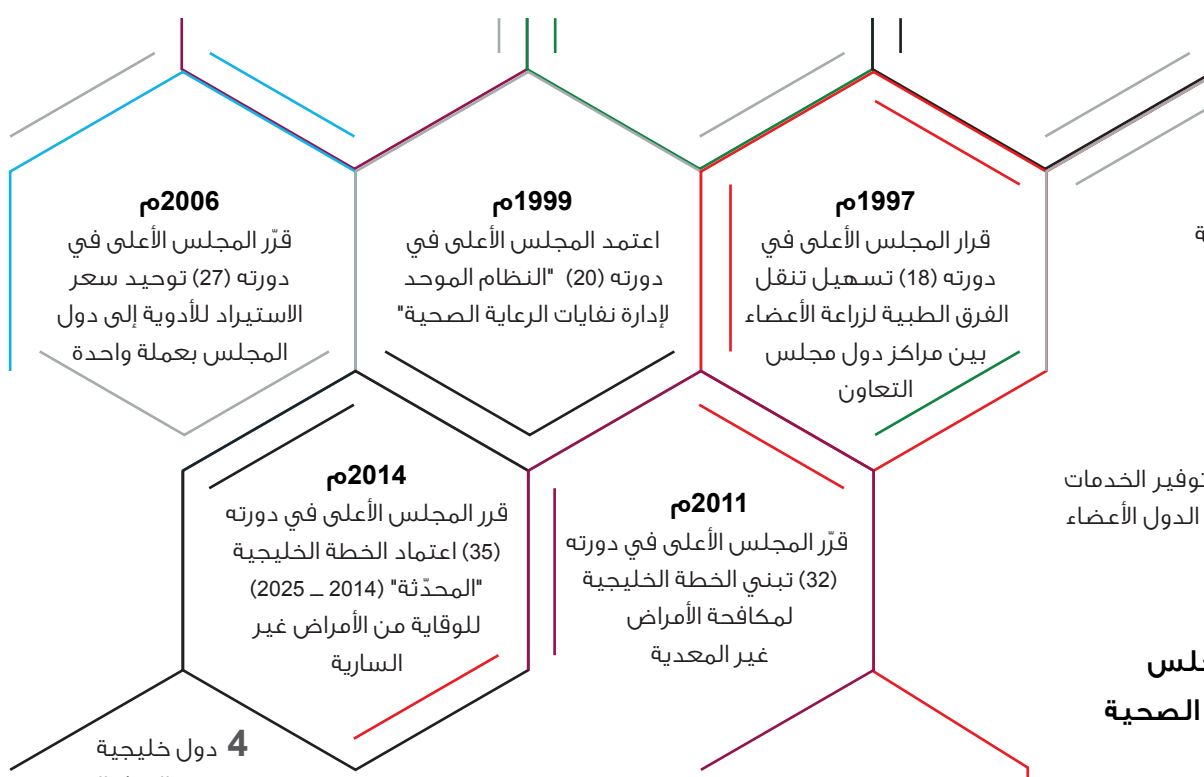 1997م
قرار المجلس الأعلى في
دورته (18) تسهيل تنقل
الفرق الطبية لزراعة الأعضاء
بين مراكز دول مجلس
التعاون
1999م
اعتمد المجلس الأعلى في
دورته (20) "النظام الموحد
لإدارة نفايات الرعاية الصحية"
2006م
قرّر المجلس الأعلى في
دورته (27) توحيد سعر
الاستيراد للأدوية إلى دول
المجلس بعملة واحدة
2011م
قرّر المجلس الأعلى في دورته
(32) تبني الخطة الخليجية
لمكافحة الأمراض
غير المعدية
2014م
قرر المجلس الأعلى في دورته
(35) اعتماد الخطة الخليجية
"المحدّثة" (2014 – 2025)
للوقاية من الأمراض غير
السارية
الخدمات
الدول الأعضاء
الصحية
4 دول خليجية